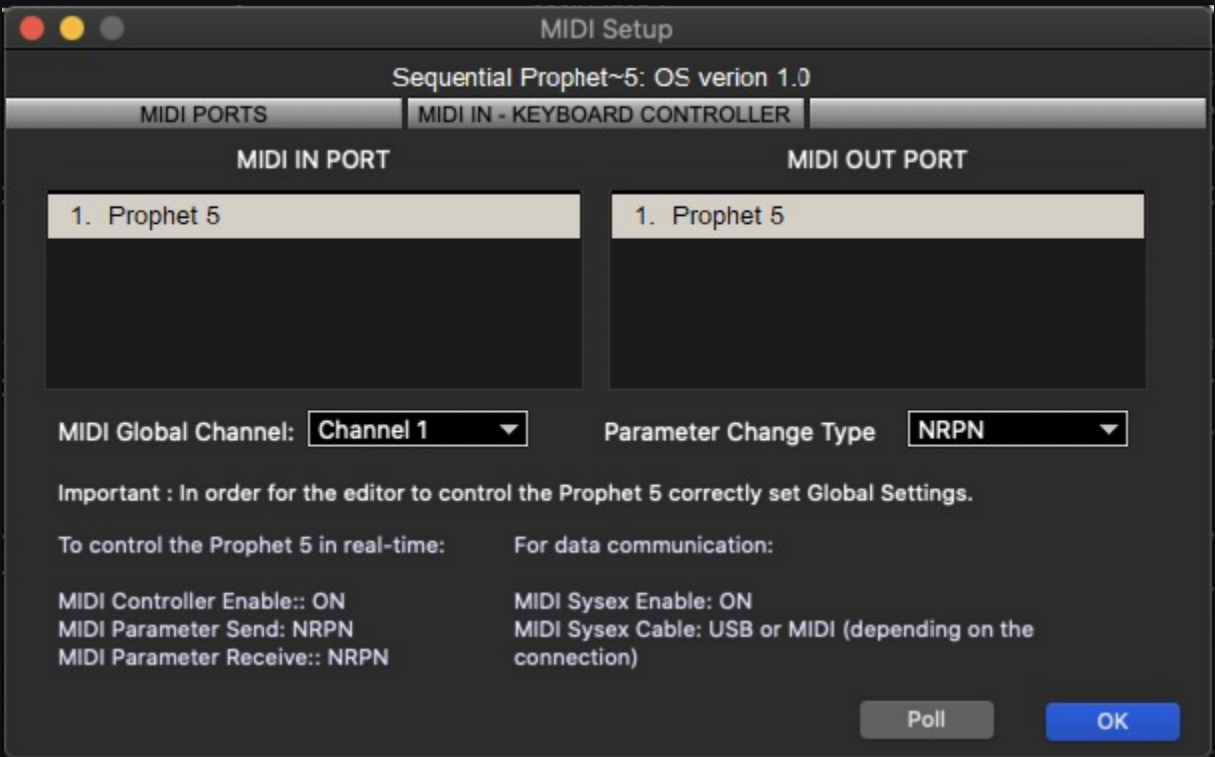 MIDI Setup
Sequential Prophet~5: OS verion 1.0
MIDI PORTS
MIDI IN - KEYBOARD CONTROLLER
MIDI IN PORT
MIDI OUT PORT
1. Prophet 5
1. Prophet 5
MIDI Global Channel: Channel 1
Parameter Change Type NRPN
Important : In order for the editor to control the Prophet 5 correctly set Global Settings.
To control the Prophet 5 in real-time:
MIDI Controller Enable:: ON
MIDI Parameter Send: NRPN
MIDI Parameter Receive:: NRPN
For data communication:
MIDI Sysex Enable: ON
MIDI Sysex Cable: USB or MIDI (depending on the
connection)
Poll
OK